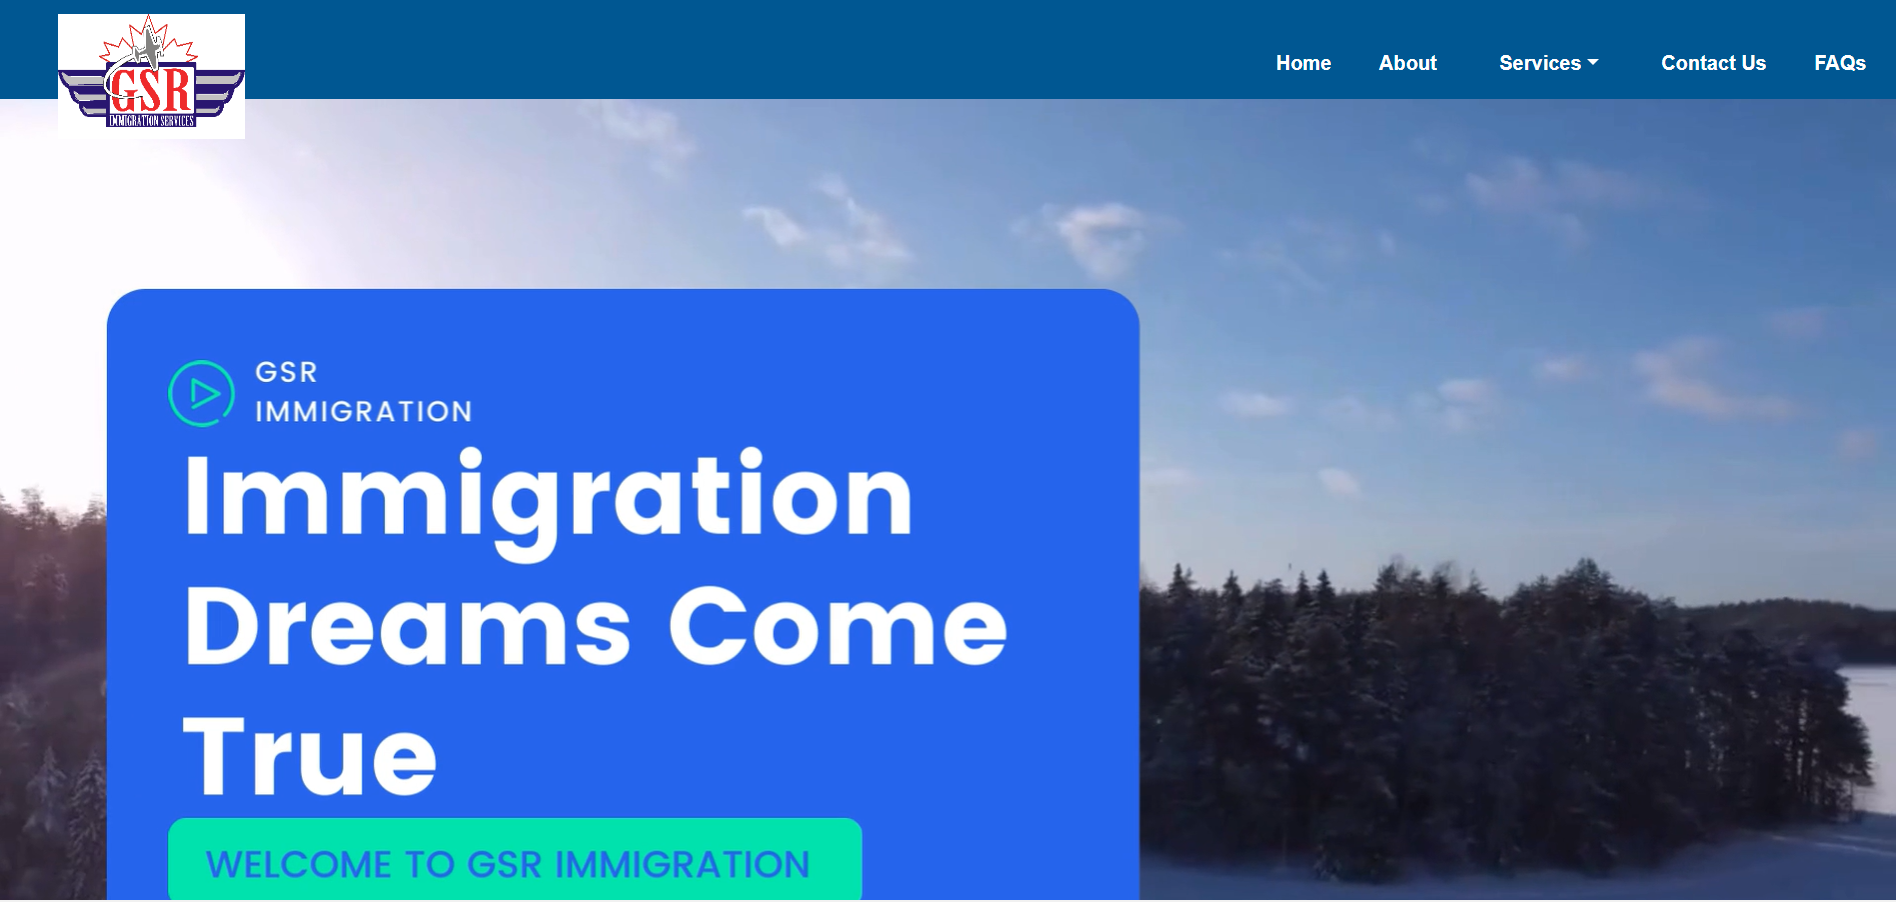 GSR
IMMIGRATION SERVICES
Home About Services Contact Us FAQs
GSR
IMMIGRATION
Immigration
Dreams Come
True
WELCOME TO GSR IMMIGRATION